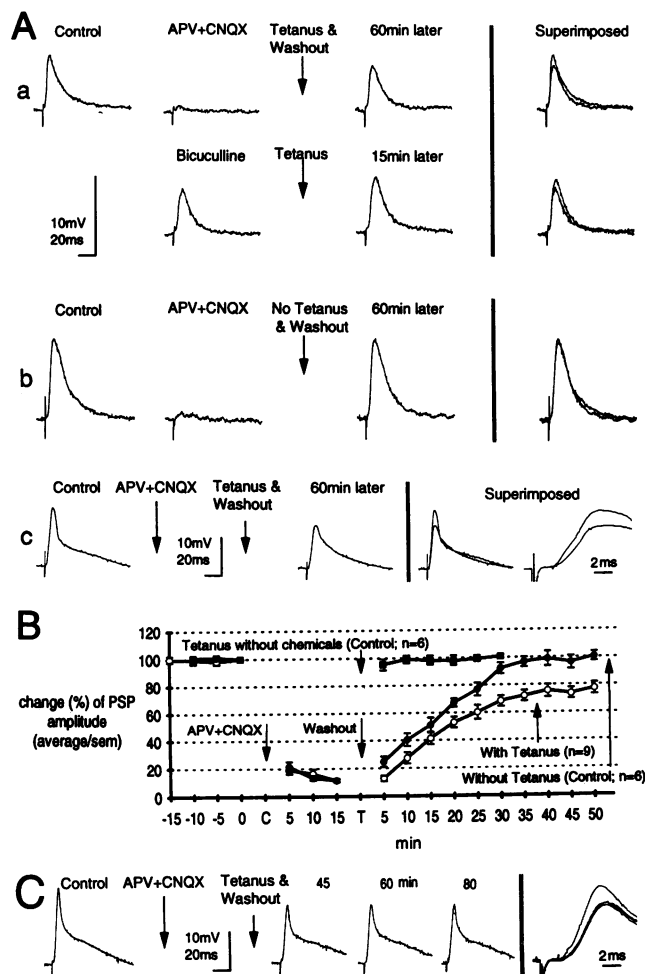 A
Control
APV+CNQX
Tetanus &
Washout
60min later
Superimposed
a
Bicuculline
Tetanus
15min later
10mV
20ms
Control
APV+CNQX
No Tetanus
& Washout
60min later
b
Control
APV+CNQX
Tetanus &
Washout
60min later
Superimposed
c
10mV
20ms
2ms
B
120
100
80
60
40
20
0
change (%) of PSP
amplitude
(average/sem)
Tetanus without chemicals (Control; n=6)
APV+CNQX
Washout
With Tetanus (n=9)
Without Tetanus (Control; n=6)
-15 -10 -5 0 C 5 10 15 T 5 10 15 20 25 30 35 40 45 50
min
C
Control
APV+CNQX
Tetanus &
Washout
45
60 min
80
10mV
20ms
2ms